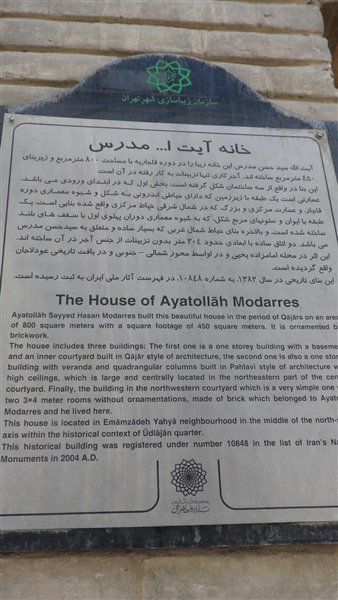 سازمان زیباسازی شهر تهران
خانه آیت ا... مدرس
آیت الله سید حسن مدرس این خانه زیبا را در دوره قاجاریه با مساحت ۸۰۰ مترمربع و زیربنای
۴۵۰ مترمربع ساخته اند. آجرکاری تنها تزیینات به کار رفته در آن است.
این بنا در واقع از سه ساختمان شکل گرفته است: بخش اول که در ابتدای ورودی می باشد،
عمارتی است یک طبقه با زیرزمین که دارای حیاطی اندرونی به شکل و شیوه معماری دوره
قاجار، و عمارت مرکزی و بزرگ که در شمال شرقی حیاط مرکزی واقع شده بنایی است، یک
طبقه با ایوان و ستونهای مربع شکل، که به شیوه معماری دوران پهلوی اول با سقف های بلند
ساخته شده است، و بالاخره بنای حیاط شمال غربی که بسیار ساده و متعلق به سیدحسن مدرس
می باشد. دو اتاق ساده با ابعادی حدود ۴×۳ متر بدون تزیینات از جنس آجر در آن ساخته اند.
این اثر در محله امامزاده یحیی و در اواسط محور شمالی - جنوبی و در بافت تاریخی عودلاجان
واقع گردیده است.
این بنای تاریخی در سال ۱۳۸۲، به شماره ۱۰۸۴۸، در فهرست آثار ملی ایران به ثبت رسیده است.
The House of Ayatollāh Modarres
Ayatollāh Sayyed Hasan Modarres built this beautiful house in the period of Qājārs on an area
of 800 square meters with a square footage of 450 square meters. It is ornamented b
brickwork.
The house includes three buildings: The first one is a one storey building with a baseme
and an inner courtyard built in Qājār style of architecture, the second one is also a one store
building with veranda and quadrangular columns built in Pahlavi style of architecture wi
high ceilings, which is large and centrally located in the northeastern part of the cen
courtyard. Finally, the building in the northwestern courtyard which is a very simple one
two 3×4 meter rooms without ornamentations, made of brick which belonged to Ayato
Modarres and he lived here.
This house is located in Emāmzādeh Yahyā neighbourhood in the middle of the north-s
axis within the historical context of Ūdlājān quarter.
This historical building was registered under number 10848 in the list of Iran's Na
Monuments in 2004 A.D.